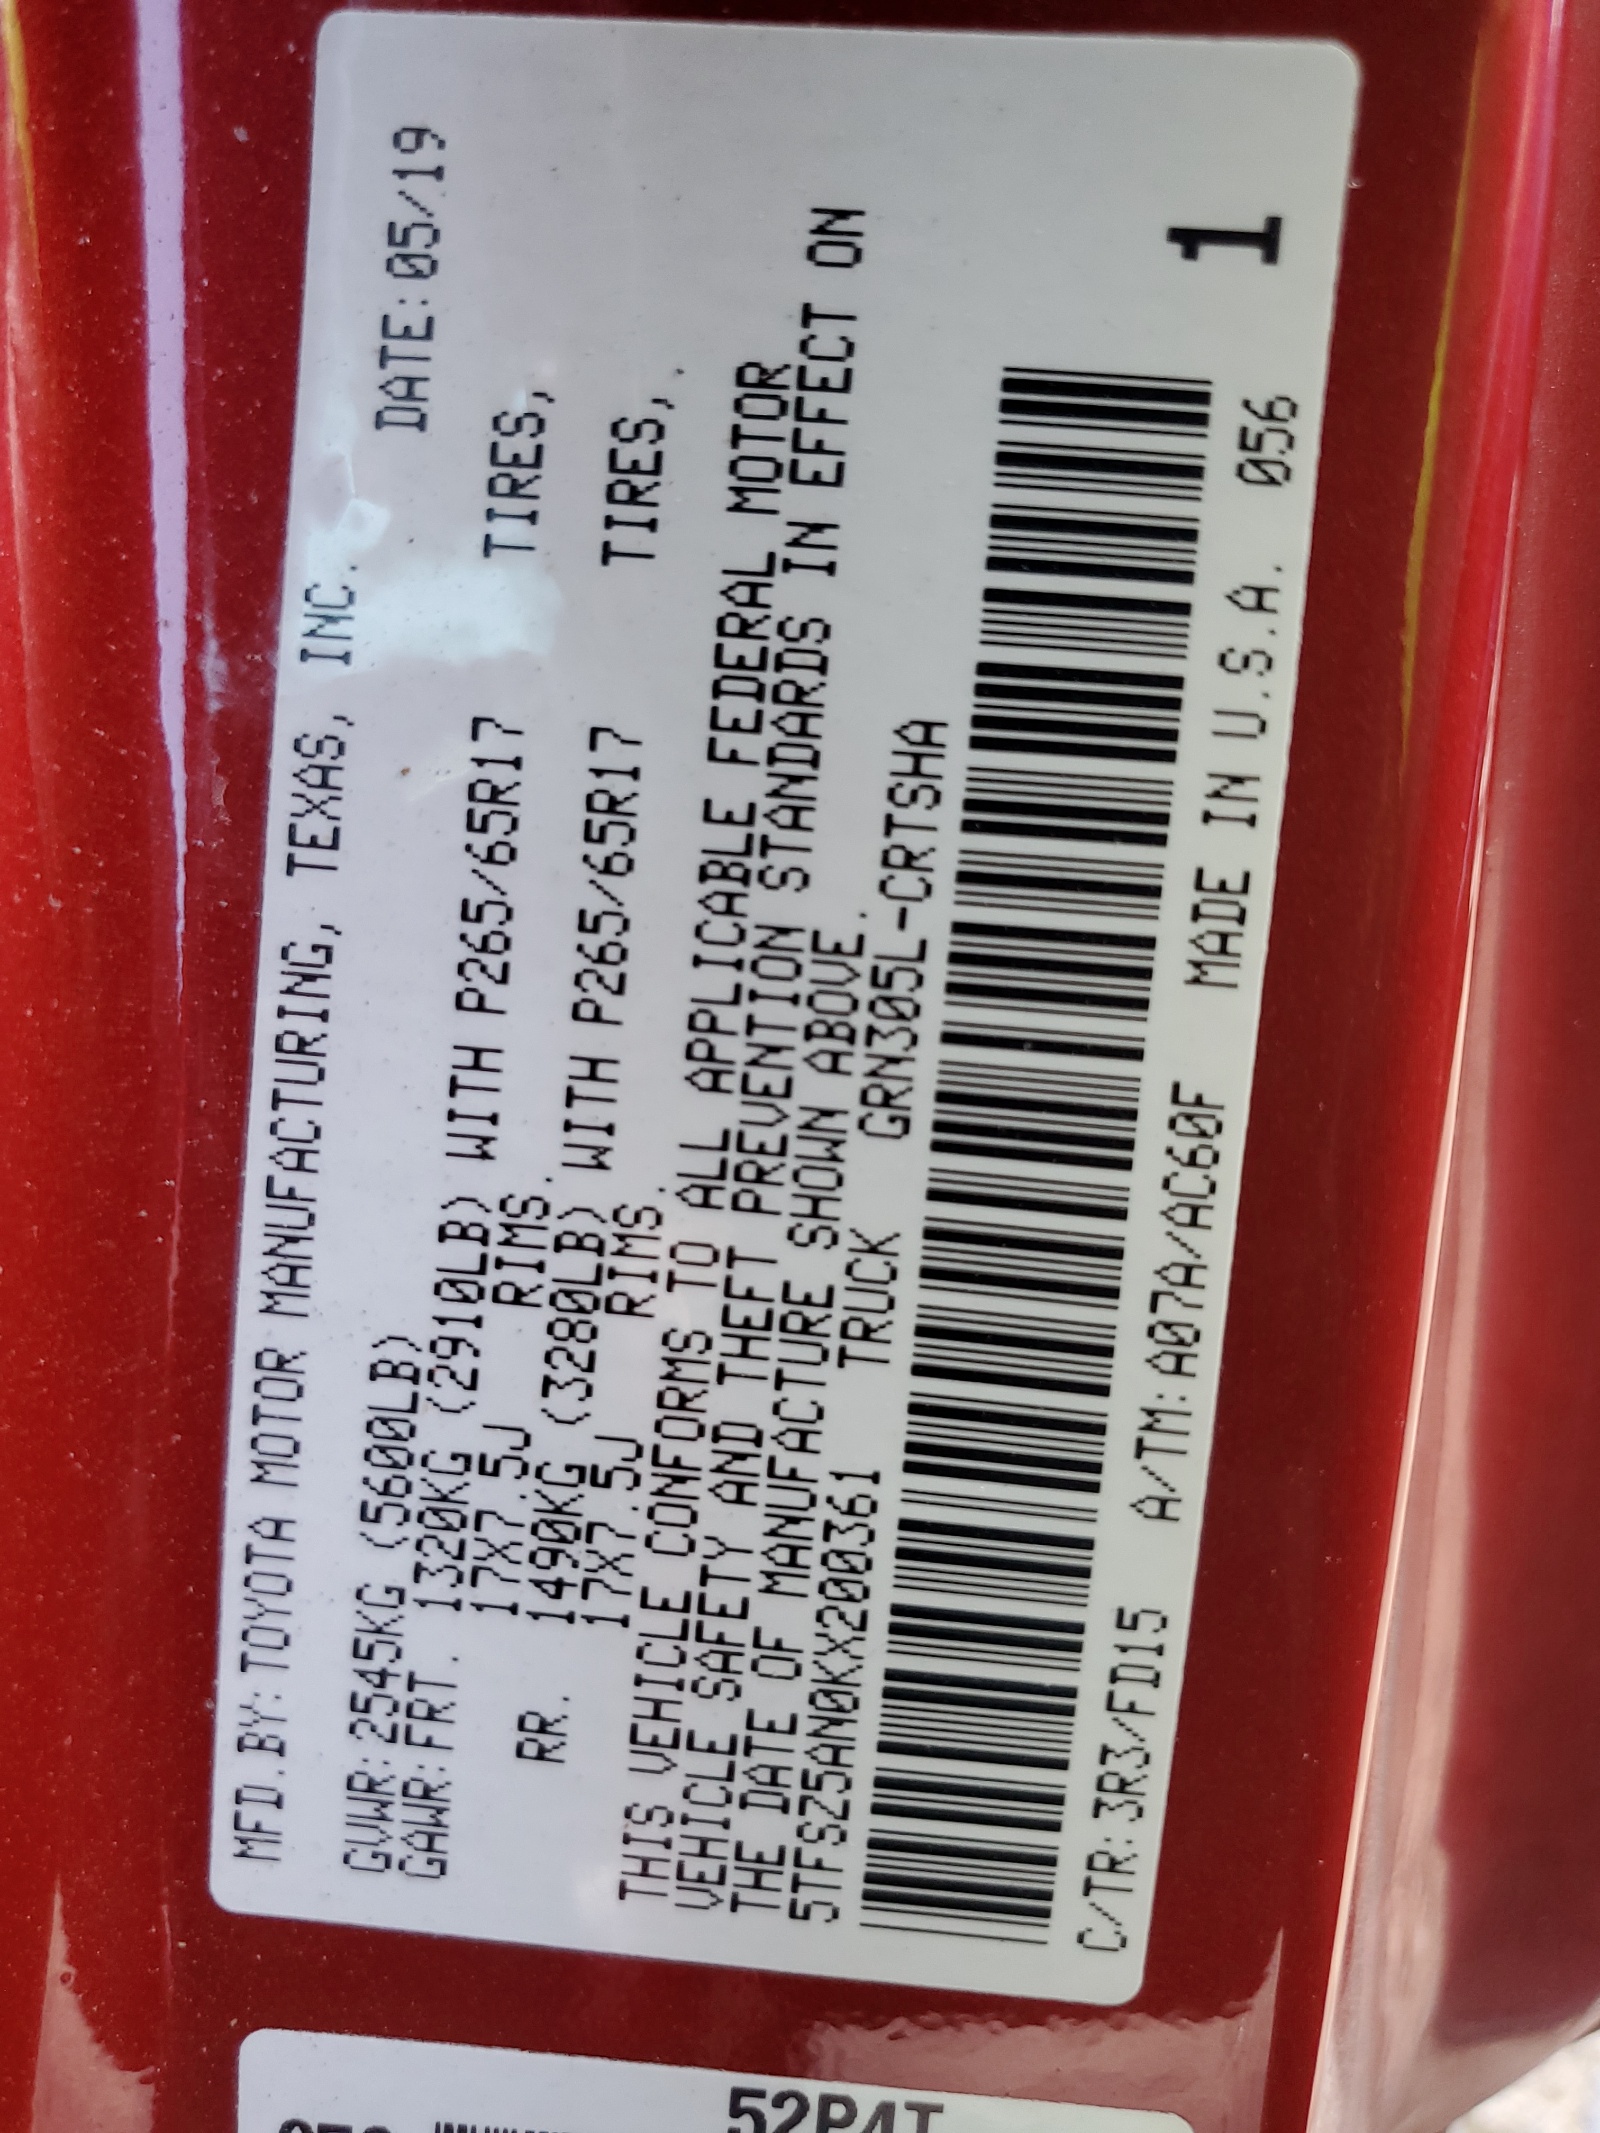 MFD.BY:TOYOTA MOTOR MANUFACTURING, TEXAS, INC.
DATE:05/19
GVWR:2545KG (5600LB)
GAWR:FRT. 1320KG (2910LB) WITH P265/65R17 TIRES,
17X7.5J RIMS.
RR. 1490KG (3280LB) WITH P265/65R17 TIRES, .
17X7.5J RIMS.
THIS VEHICLE CONFORMS TO ALL APPLICABLE FEDERAL MOTOR
VEHICLE SAFETY AND THEFT PREVENTION STANDARDS IN EFFECT ON
THE DATE OF MANUFACTURE SHOWN ABOVE.
5TFSZ5AN0KX200361 TRUCK GRN305L-CRTSHA
1
C/TR:3R3/FD15 A/TM:A07A/AC60F MADE IN U.S.A. 056
52P4T